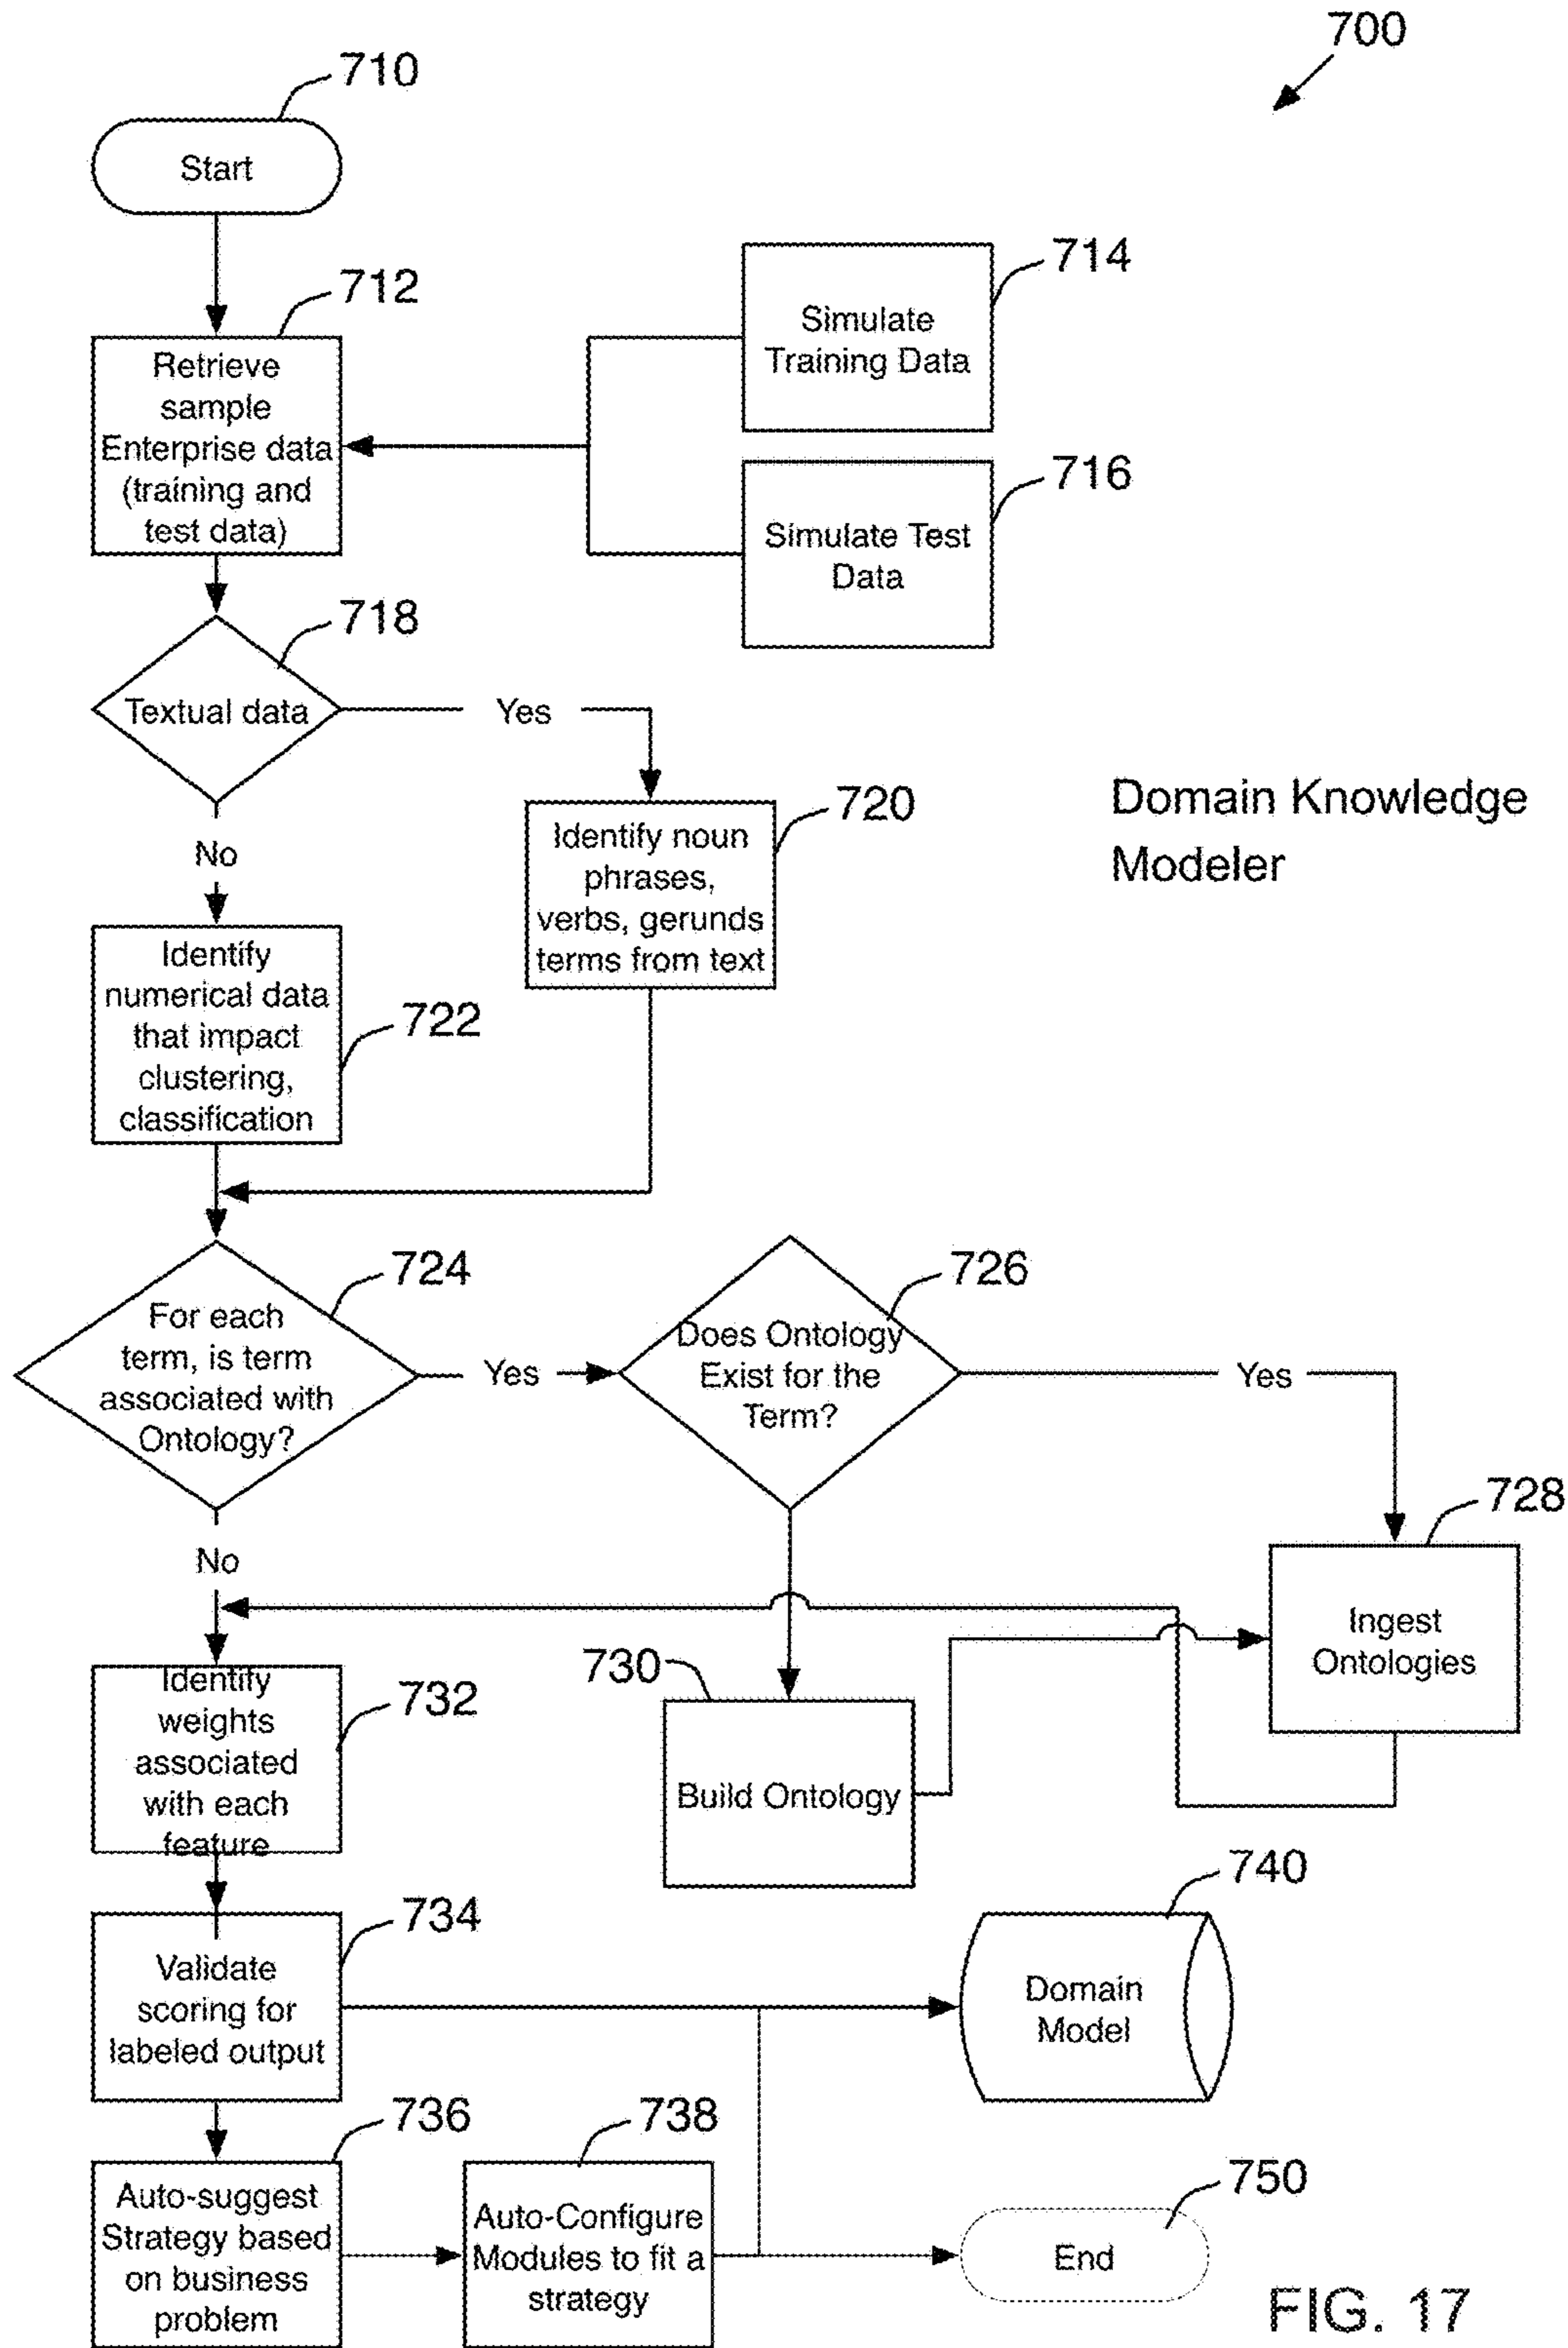 700
710
Start
712
Retrieve
sample
Enterprise data
(training and
test data)
714
Simulate
Training Data
716
Simulate Test
Data
718
Textual data
Yes
No
720
Identify noun
phrases,
verbs, gerunds
terms from text
Domain Knowledge
Modeler
722
Identify
numerical data
that impact
clustering,
classification
724
For each
term, is term
associated with
Ontology?
Yes
No
726
Does Ontology
Exist for the
Term?
Yes
728
Ingest
Ontologies
730
Build Ontology
732
Identify
weights
associated
with each
feature
734
Validate
scoring for
labeled output
740
Domain
Model
736
Auto-suggest
Strategy based
on business
problem
738
Auto-Configure
Modules to fit a
strategy
750
End
FIG. 17